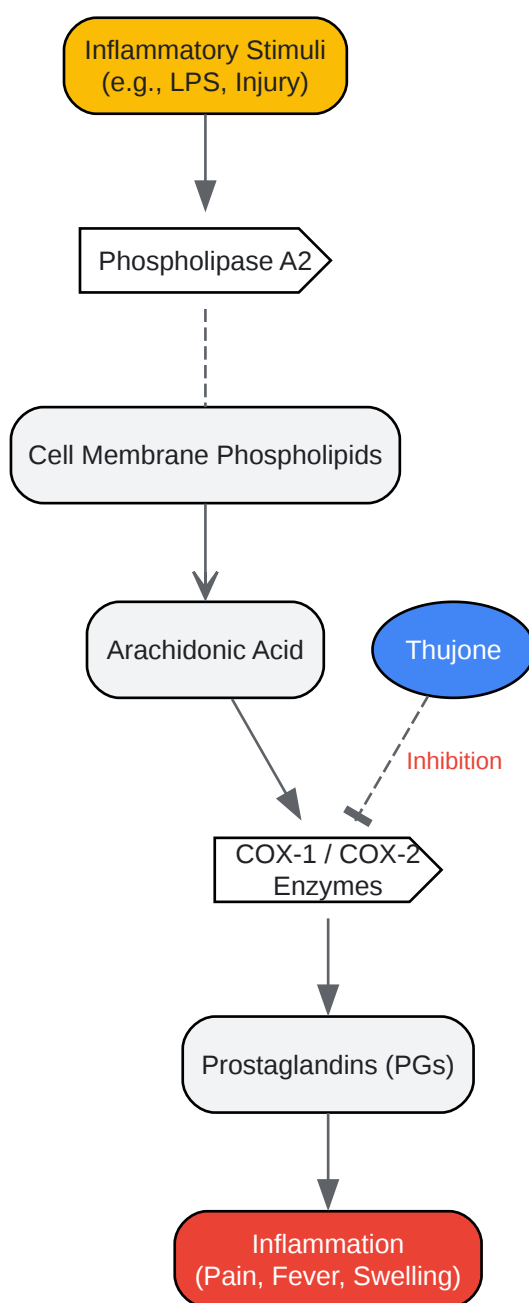 Inflammatory Stimuli
(e.g., LPS, Injury)
Phospholipase A2
Cell Membrane Phospholipids
Arachidonic Acid
Thujone
Inhibition
COX-1 / COX-2
Enzymes
Prostaglandins (PGs)
Inflammation
(Pain, Fever, Swelling)